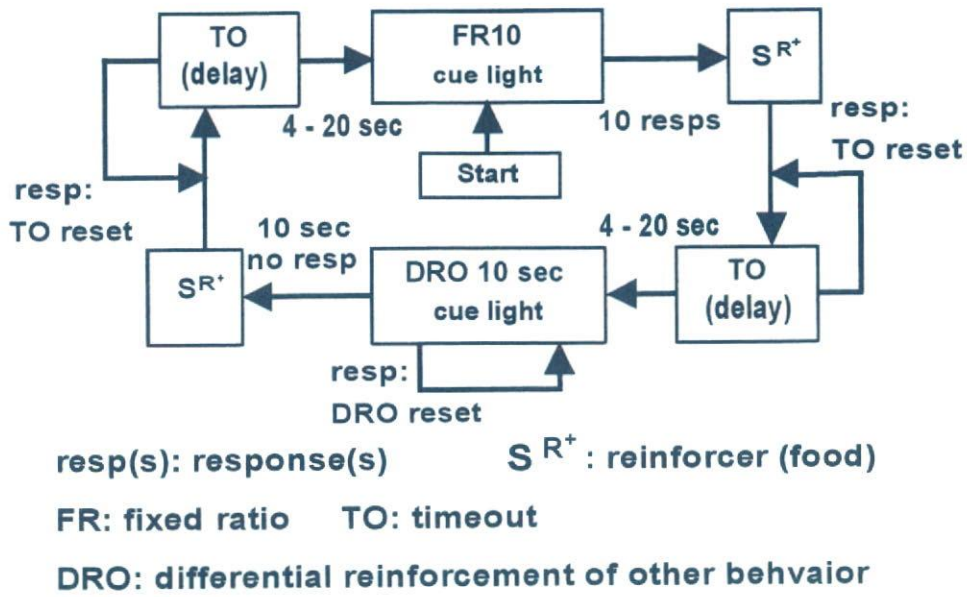 TO
(delay)
FR10
cue light
S R+
4 - 20 sec
10 resps
resp:
TO reset
Start
resp:
TO reset
10 sec
no resp
4 - 20 sec
S R+
DRO 10 sec
cue light
TO
(delay)
resp:
DRO reset
resp(s): response(s) S R+ : reinforcer (food)
FR: fixed ratio TO: timeout
DRO: differential reinforcement of other behvaior